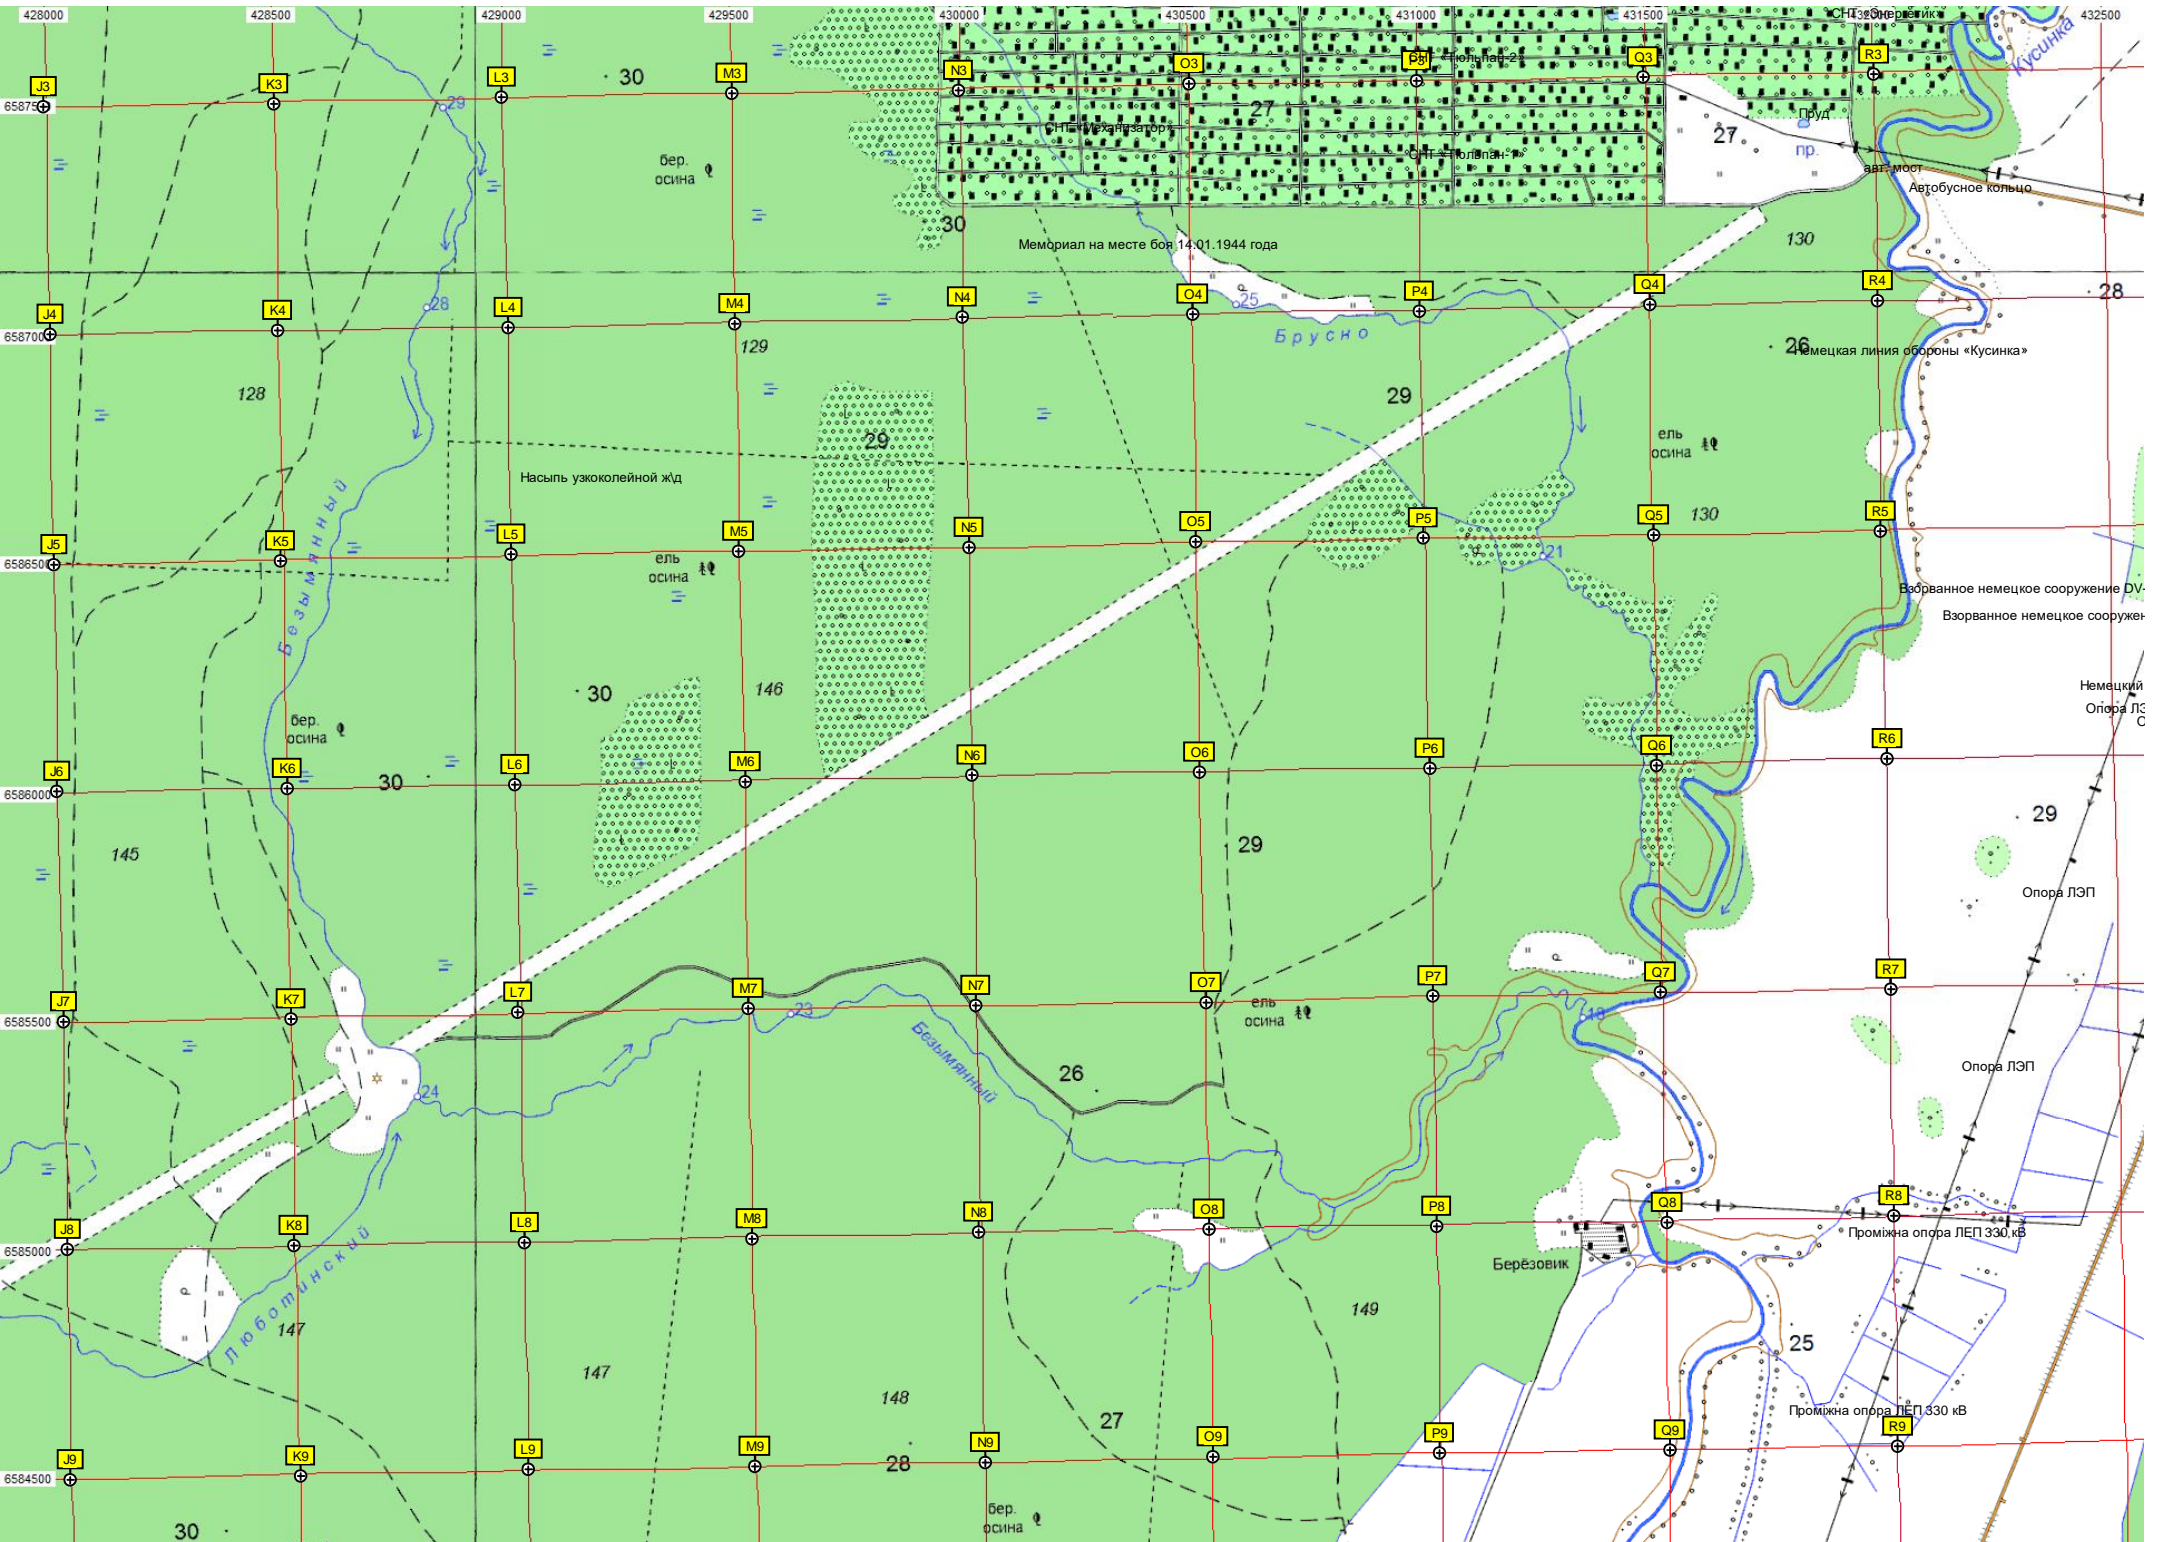 428000 428500 429000 429500 430000 430500 431000 431500 432000 432500
СНТ «Энергетик»
Кусинка
J3 K3 L3 M3 N3 O3 P3 Q3 R3
СНТ «Тюльпан-2»
30
27
29
СНТ «Механизатор»
Пруд
27
пр.
СНТ «Тюльпан-1»
бер.
осина
авт. мост
Автобусное кольцо
30
Мемориал на месте боя 14.01.1944 года
130
28
J4 K4 L4 M4 N4 O4 P4 Q4 R4
25
28
6587000
Брусно
129
26
Немецкая линия обороны «Кусинка»
128
29
29
ель
осина
Насыпь узкоколейной ж\д
Безымянный
J5 K5 L5 M5 N5 O5 P5 Q5 R5
130
21
6586500
ель
осина
Взорванное немецкое сооружение DV-
Взорванное немецкое сооружен
30
146
Немецкий
Опора ЛЭ
С
бер.
осина
J6 K6 L6 M6 N6 O6 P6 Q6 R6
30
6586000
29
145
29
Опора ЛЭП
J7 K7 L7 M7 N7 O7 P7 Q7 R7
23
ель
осина
18
6585500
Безымянный
26
Опора ЛЭП
24
J8 K8 L8 M8 N8 O8 P8 Q8 R8
Проміжна опора ЛЕП 330 кВ
6585000
Берёзовик
Люботинский
147
149
25
147
148
27
Проміжна опора ЛЕП 330 кВ
J9 K9 L9 M9 N9 O9 P9 Q9 R9
28
6584500
бер.
осина
30